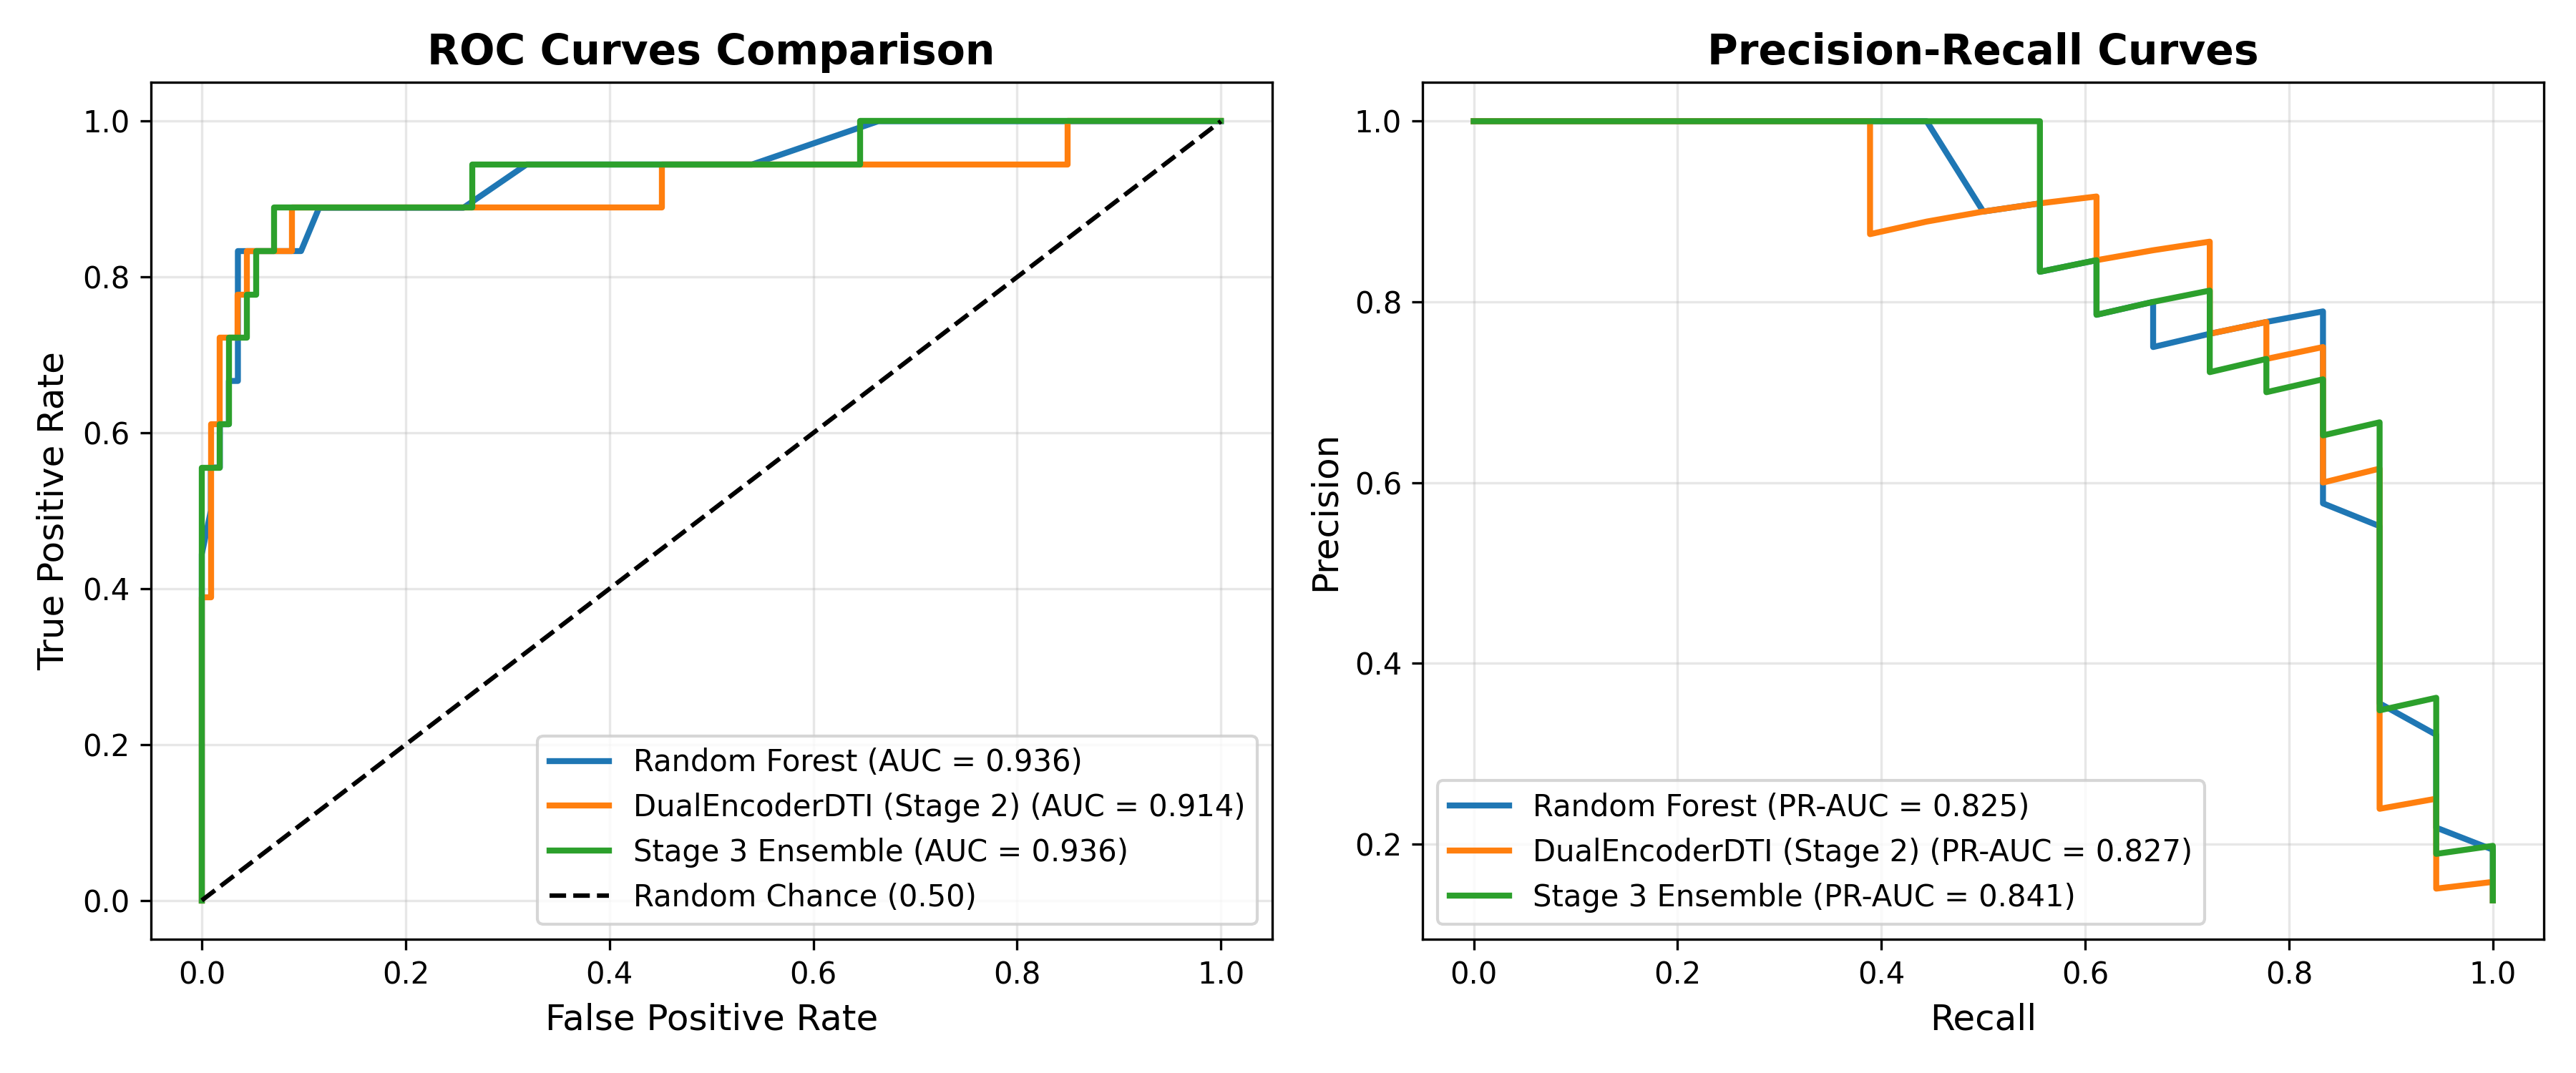 ROC Curves Comparison
True Positive Rate
1.0
0.8
0.6
0.4
0.2
0.0
0.0 0.2 0.4 0.6 0.8 1.0
False Positive Rate
Random Forest (AUC = 0.936)
DualEncoderDTI (Stage 2) (AUC = 0.914)
Stage 3 Ensemble (AUC = 0.936)
Random Chance (0.50)
Precision-Recall Curves
Precision
1.0
0.8
0.6
0.4
0.2
0.0 0.2 0.4 0.6 0.8 1.0
Recall
Random Forest (PR-AUC = 0.825)
DualEncoderDTI (Stage 2) (PR-AUC = 0.827)
Stage 3 Ensemble (PR-AUC = 0.841)